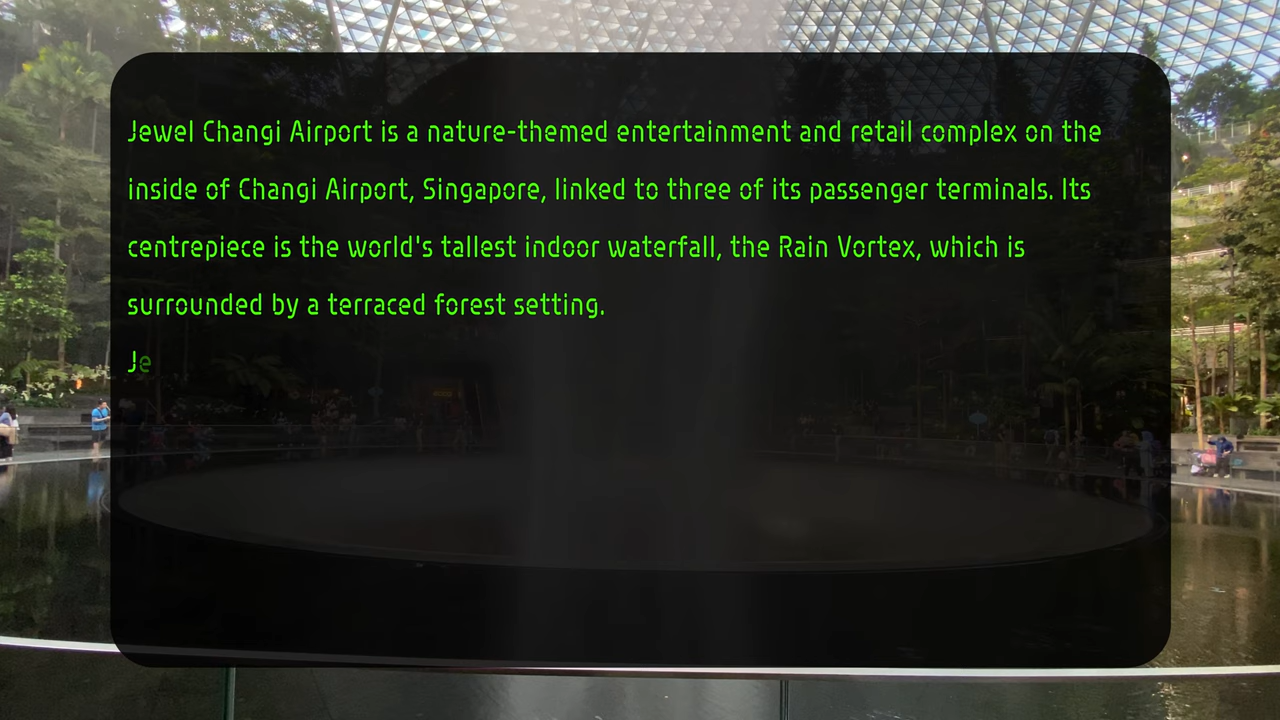 Jewel Changi Airport is a nature-themed entertainment and retail complex on the
inside of Changi Airport, Singapore, linked to three of its passenger terminals. Its
centrepiece is the world's tallest indoor waterfall, the Rain Vortex, which is
surrounded by a terraced forest setting.
Je